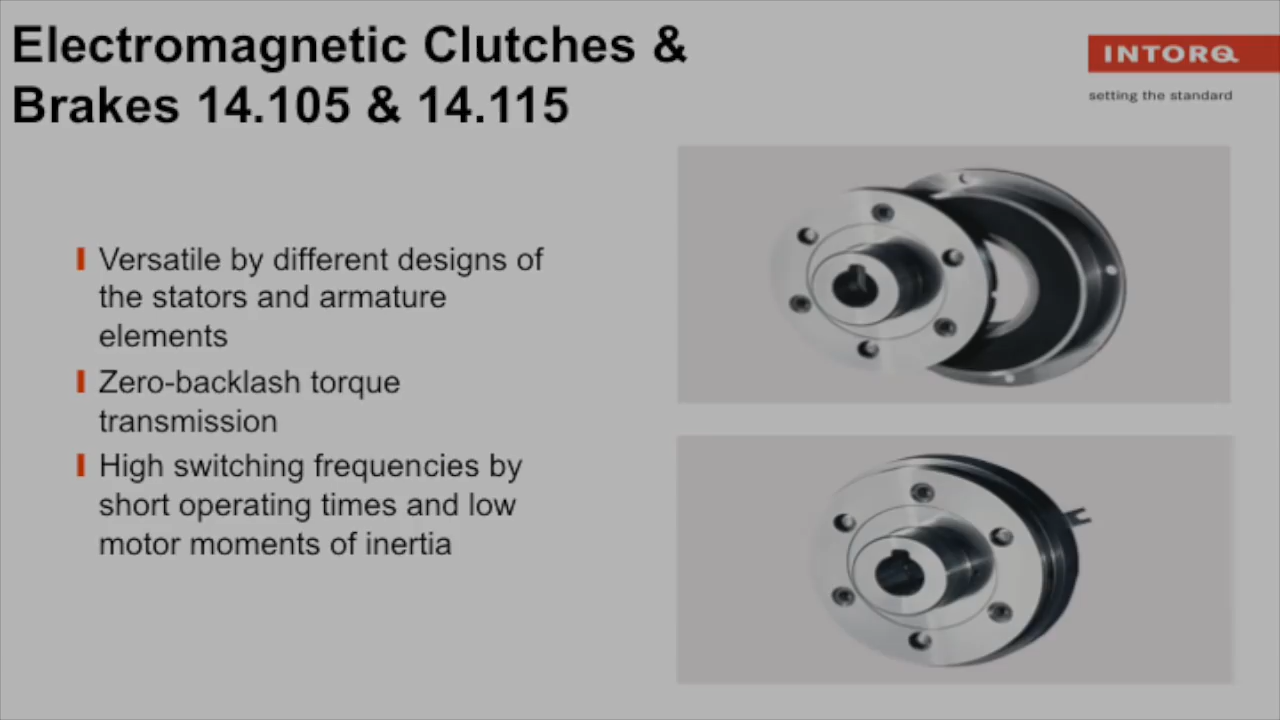 Electromagnetic Clutches &
Brakes 14.105 & 14.115
INTORQ
setting the standard
Versatile by different designs of
the stators and armature
elements
Zero-backlash torque
transmission
High switching frequencies by
short operating times and low
motor moments of inertia